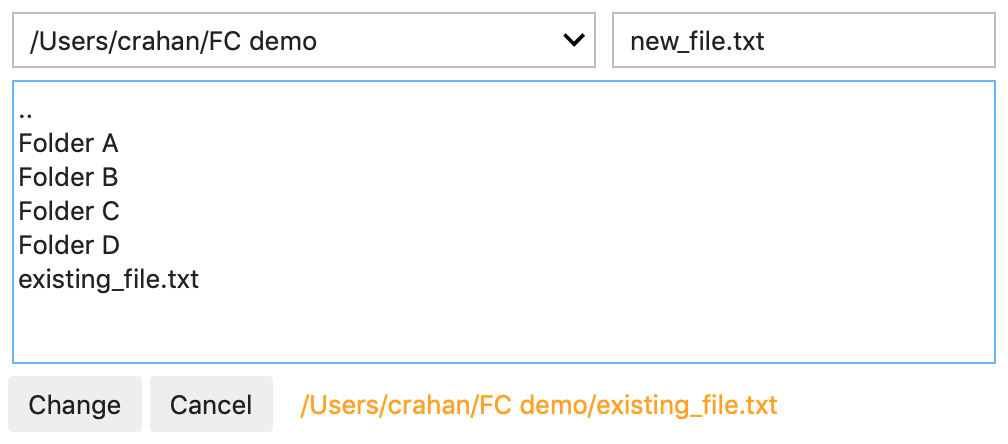 /Users/crahan/FC demo
new_file.txt
..
Folder A
Folder B
Folder C
Folder D
existing_file.txt
Change
Cancel
/Users/crahan/FC demo/existing_file.txt